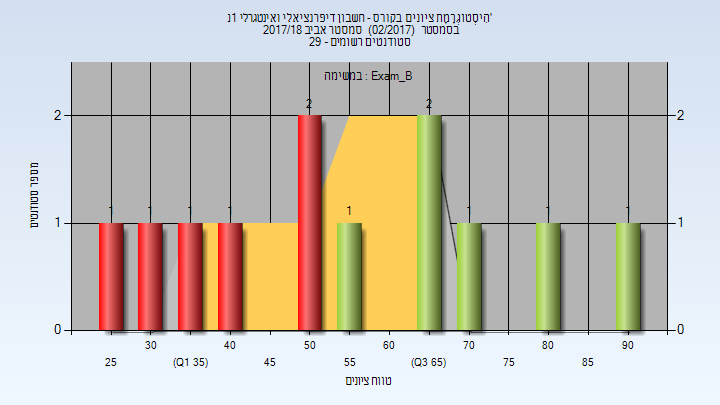 היסטוגרמת ציונים בקורס - חשבון דיפרנציאלי ואינטגרלי 1נ'
בסמסטר (02/2017) סמסטר אביב 2017/18
סטודנטים רשומים - 29
במשימה : Exam_B
מספר סטודנטים
2 2
1 1
0 0
1 1 1 1 2 1 2 1 1 1
25 30 (Q1 35) 40 45 50 55 60 (Q3 65) 70 75 80 85 90
טווח ציונים